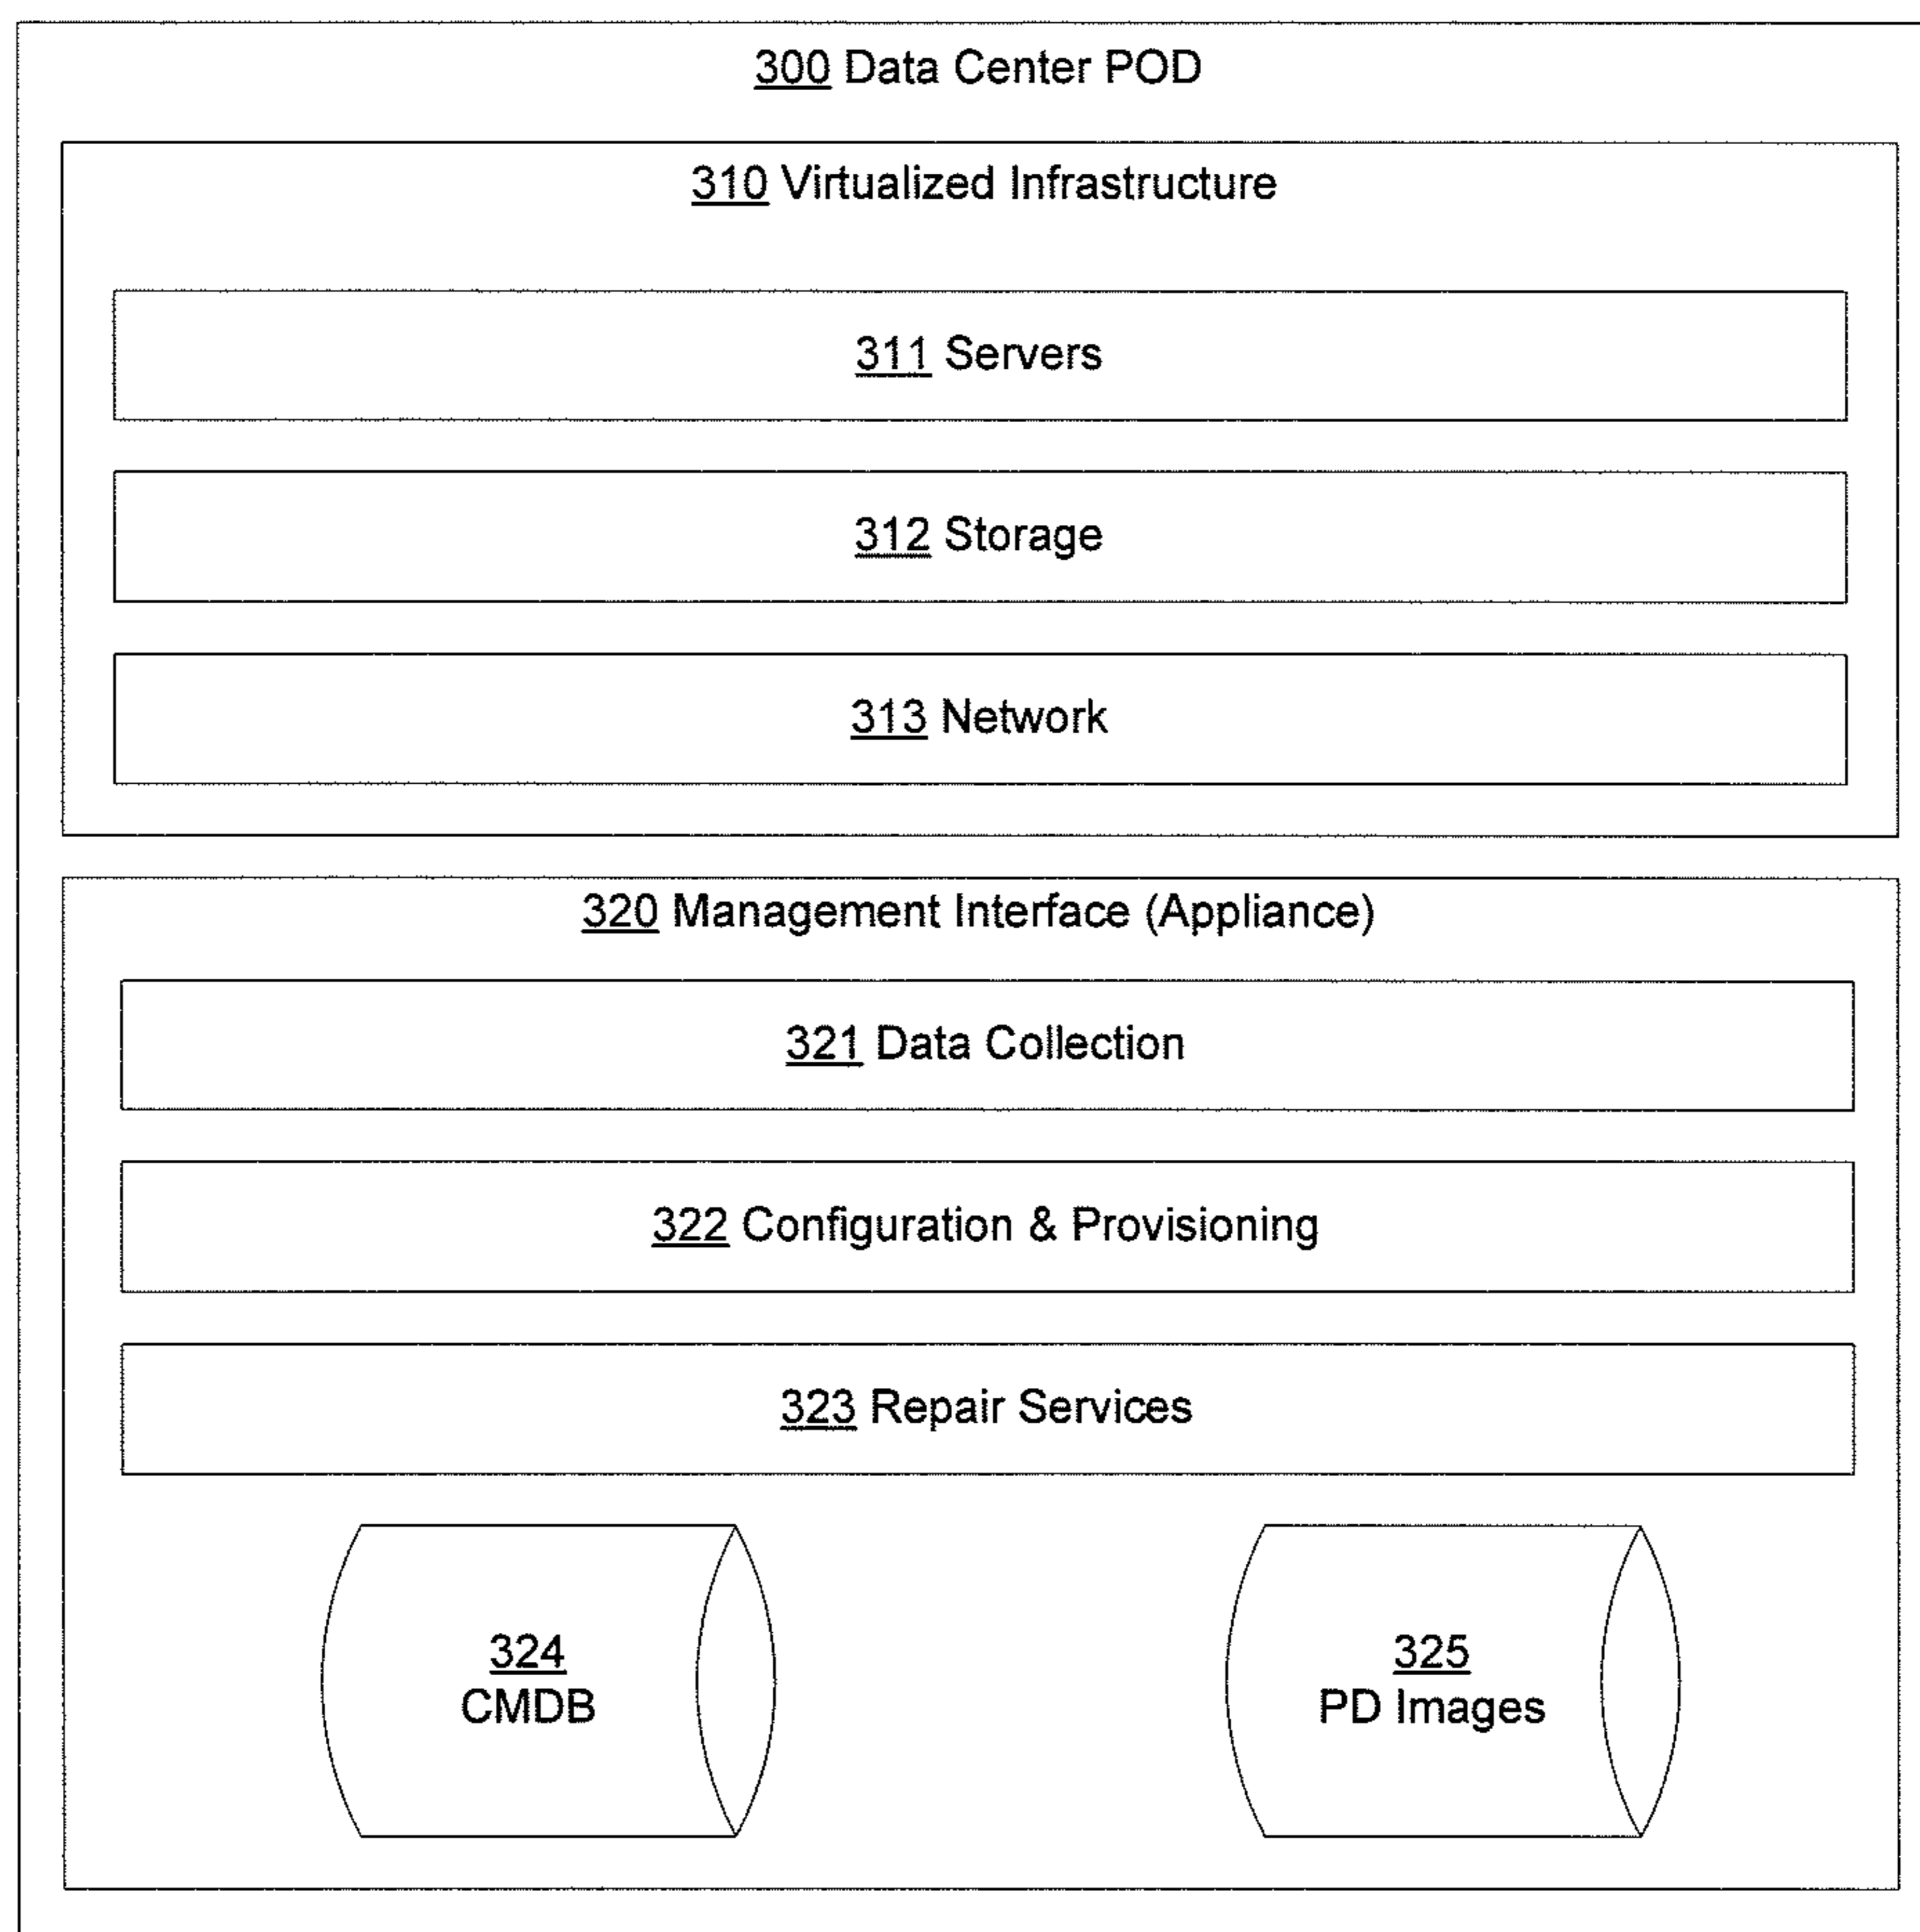 300 Data Center POD
310 Virtualized Infrastructure
311 Servers
312 Storage
313 Network
320 Management Interface (Appliance)
321 Data Collection
322 Configuration & Provisioning
323 Repair Services
324
CMDB
325
PD Images